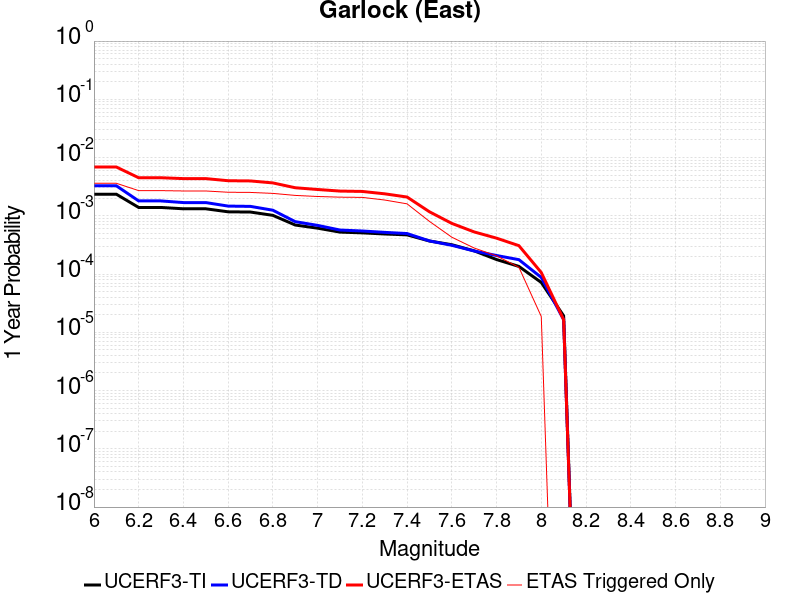 Garlock (East)
10^0
10^-1
10^-2
10^-3
10^-4
10^-5
10^-6
10^-7
10^-8
1 Year Probability
6 6.2 6.4 6.6 6.8 7 7.2 7.4 7.6 7.8 8 8.2 8.4 8.6 8.8 9
Magnitude
UCERF3-TI UCERF3-TD UCERF3-ETAS ETAS Triggered Only